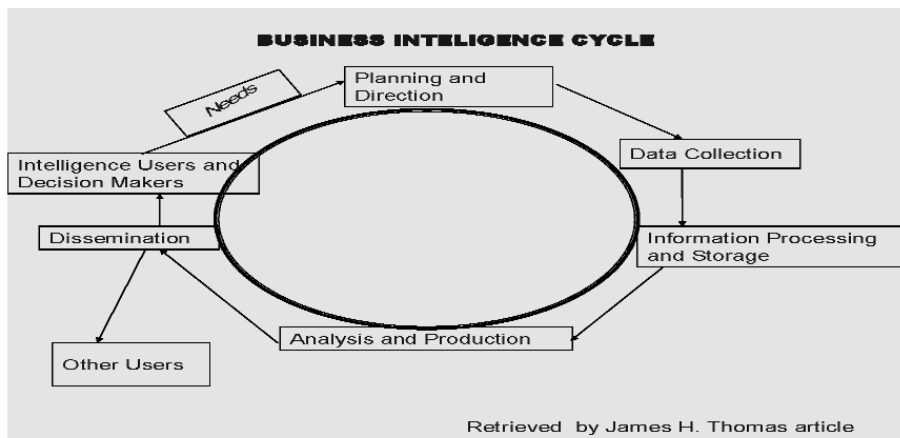 BUSINESS INTELIGENCE CYCLE
Needs
Planning and
Direction
Data Collection
Information Processing
and Storage
Analysis and Production
Dissemination
Intelligence Users and
Decision Makers
Other Users
Retrieved by James H. Thomas article